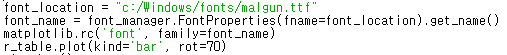 font_location = "c:/Windows/fonts/malgun.ttf"
font_name = font_manager.FontProperties(fname=font_location).get_name()
matplotlib.rc('font', family=font_name)
r_table.plot(kind='bar', rot=70)